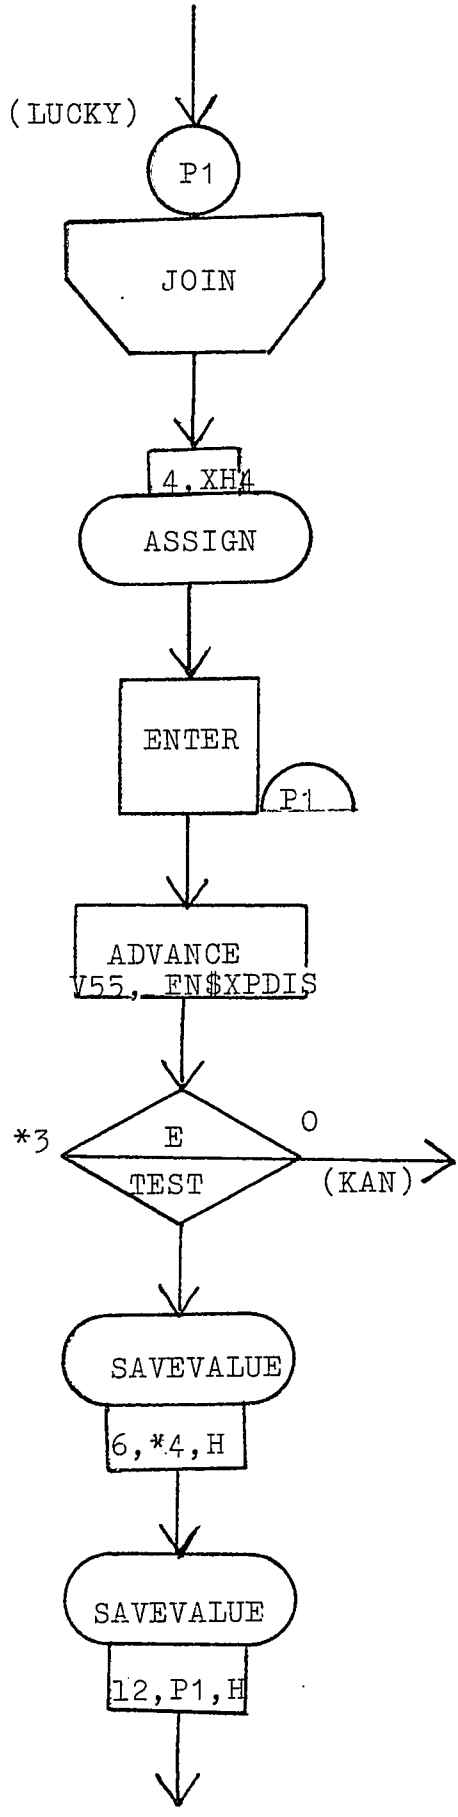 (LUCKY)
P1
JOIN
4,XH4
ASSIGN
ENTER
P1
ADVANCE
V55, FN$XPDIS
*3
E
O
TEST
(KAN)
SAVEVALUE
6,*4,H
SAVEVALUE
12,P1,H